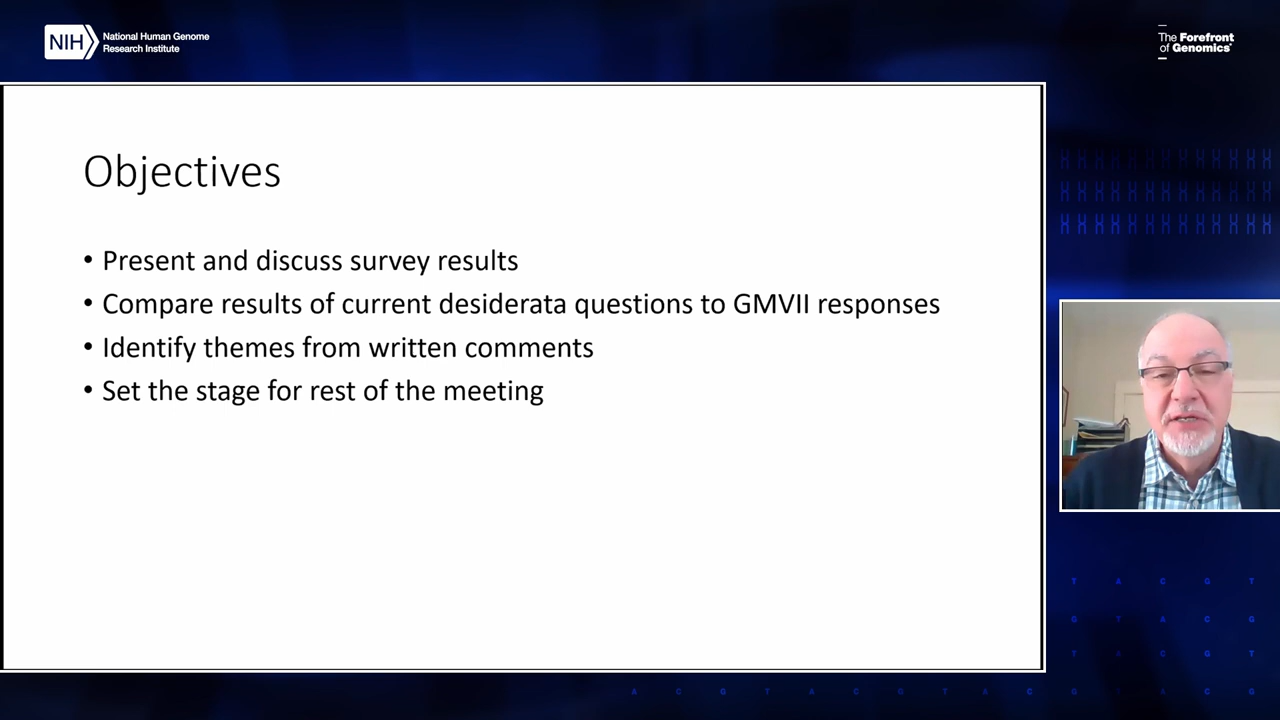 NIH
National Human Genome
Research Institute
The Forefront
of Genomics®
Objectives
• Present and discuss survey results
• Compare results of current desiderata questions to GMVII responses
• Identify themes from written comments
• Set the stage for rest of the meeting
T A C G T
G T A C G
T A C G T
A C G T A C G T A C G T A C G